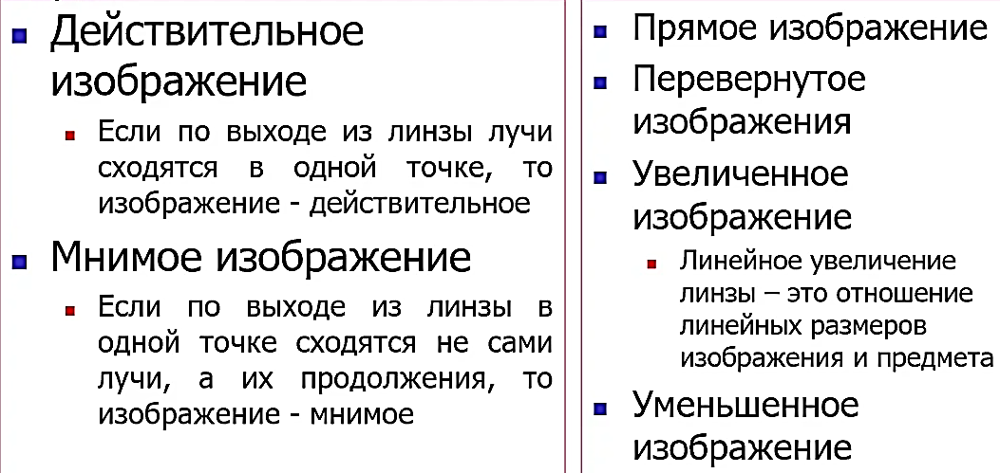 Действительное
изображение
Если по выходе из линзы лучи
сходятся в одной точке, то
изображение - действительное
Мнимое изображение
Если по выходе из линзы в
одной точке сходятся не сами
лучи, а их продолжения, то
изображение - мнимое
Прямое изображение
Перевернутое
изображения
Увеличенное
изображение
Линейное увеличение
линзы – это отношение
линейных размеров
изображения и предмета
Уменьшенное
изображение